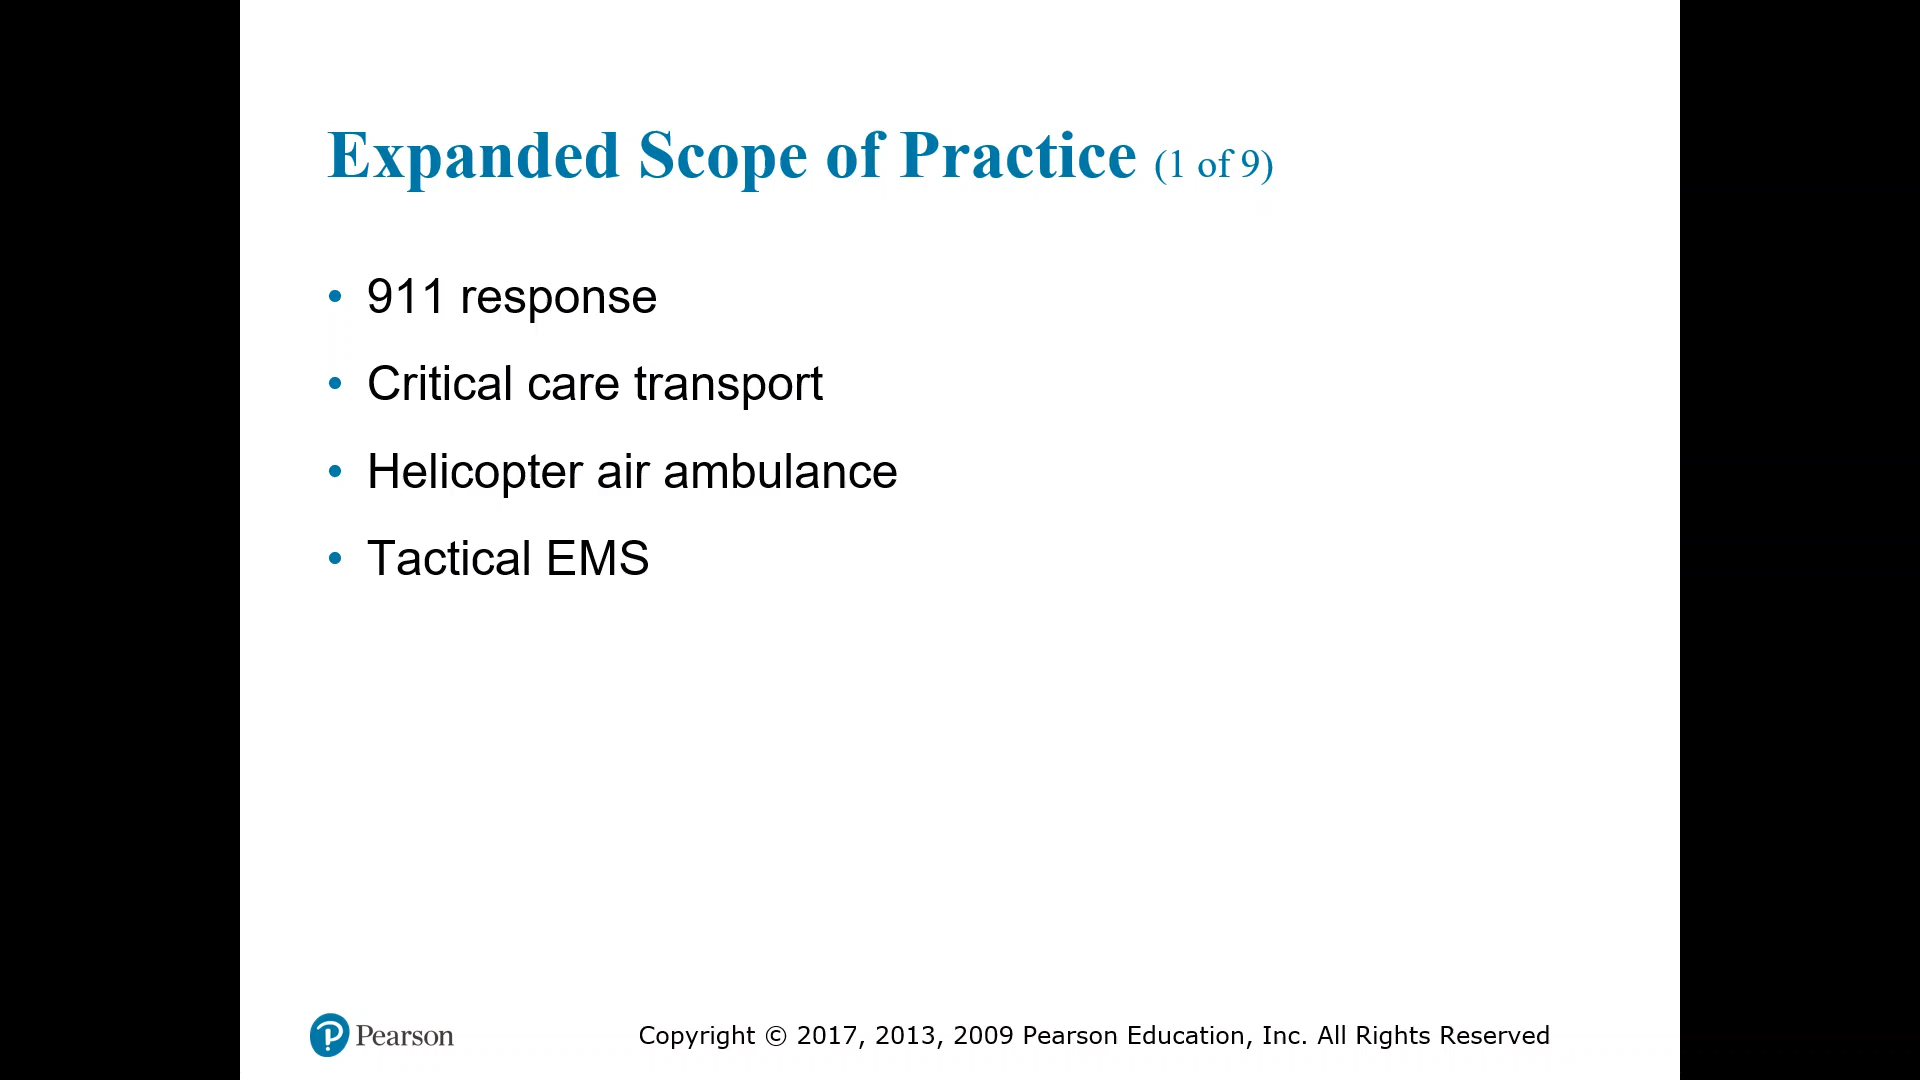 Expanded Scope of Practice (1 of 9)
• 911 response
• Critical care transport
• Helicopter air ambulance
• Tactical EMS
P Pearson
Copyright © 2017, 2013, 2009 Pearson Education, Inc. All Rights Reserved